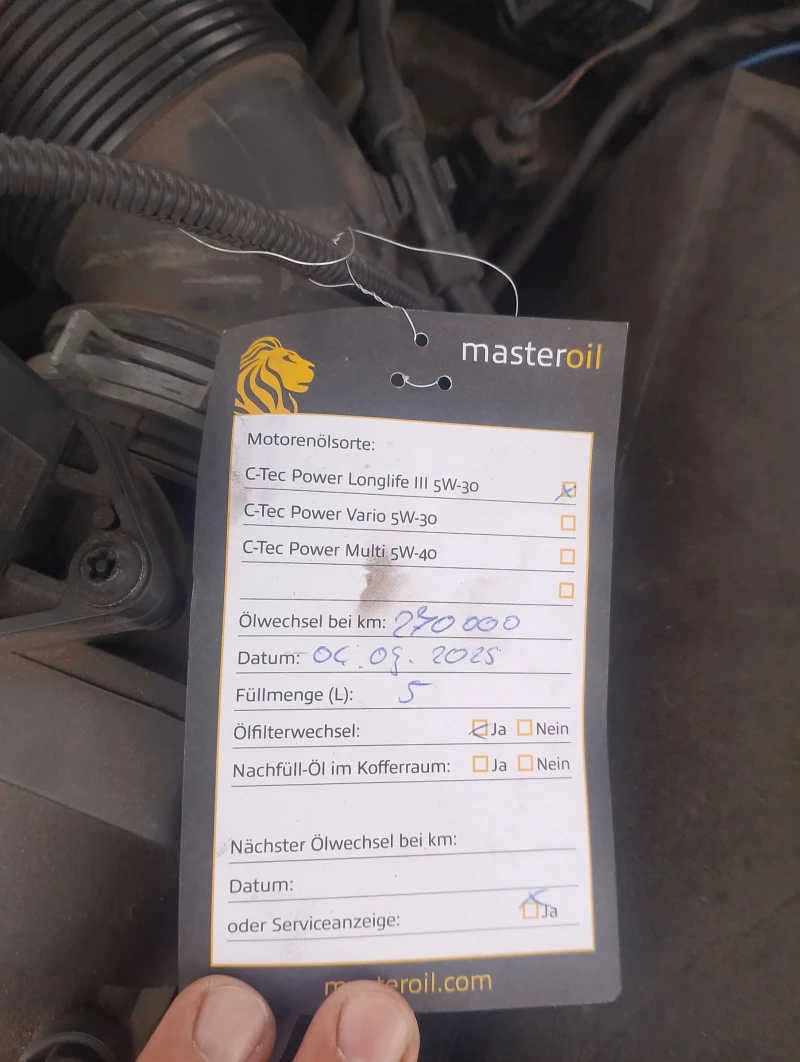 masteroil
Motorenölsorte:
C-Tec Power Longlife III 5W-30
C-Tec Power Vario 5W-30
C-Tec Power Multi 5W-40
Ölwechsel bei km: 270 000
Datum: 09. 2025
Füllmenge (L): 5
Ölfilterwechsel: Ja Nein
Nachfüll-Öl im Kofferraum: Ja Nein
Nächster Ölwechsel bei km:
Datum:
oder Serviceanzeige: Ja
masteroil.com